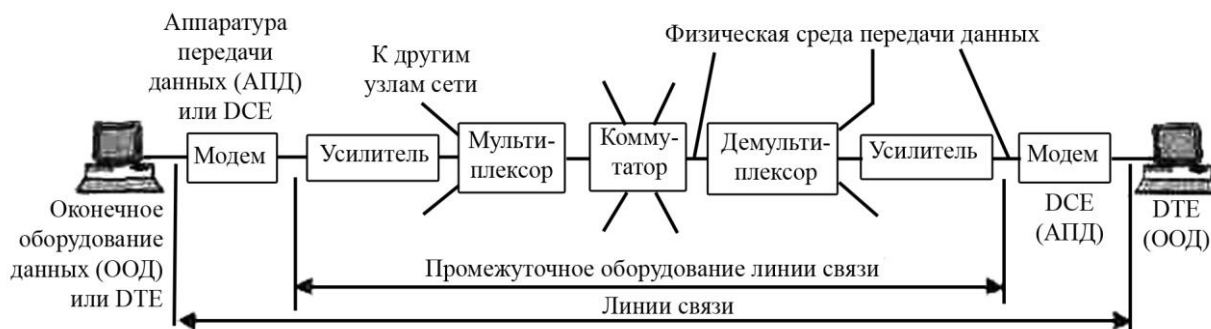 Аппаратура
передачи
данных (АПД)
или DCE
К другим
узлам сети
Физическая среда передачи данных
Модем
Усилитель
Мульти-
плексор
Комму-
татор
Демульти-
плексор
Усилитель
Модем
Оконечное
оборудование
данных (ООД)
или DTE
DCE
(АПД)
DTE
(ООД)
Промежуточное оборудование линии связи
Линии связи